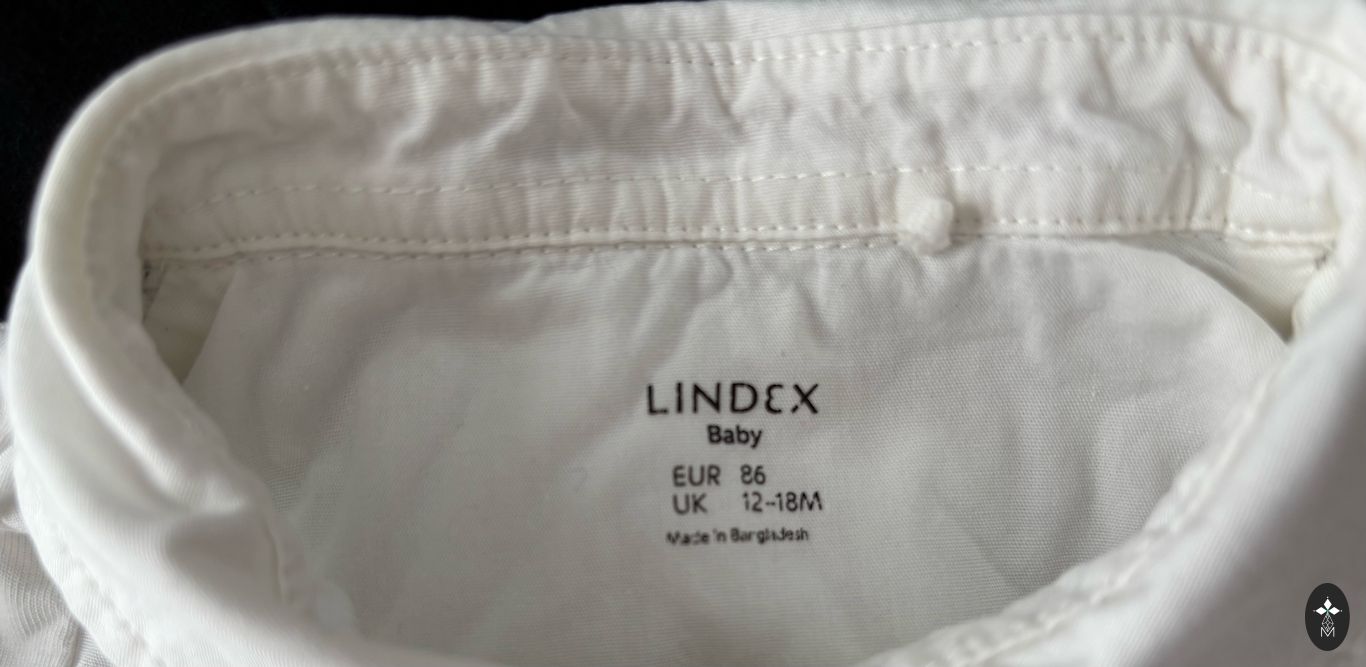 LINDEX
Baby
EUR 86
UK 12-18M
Made in Bangladesh